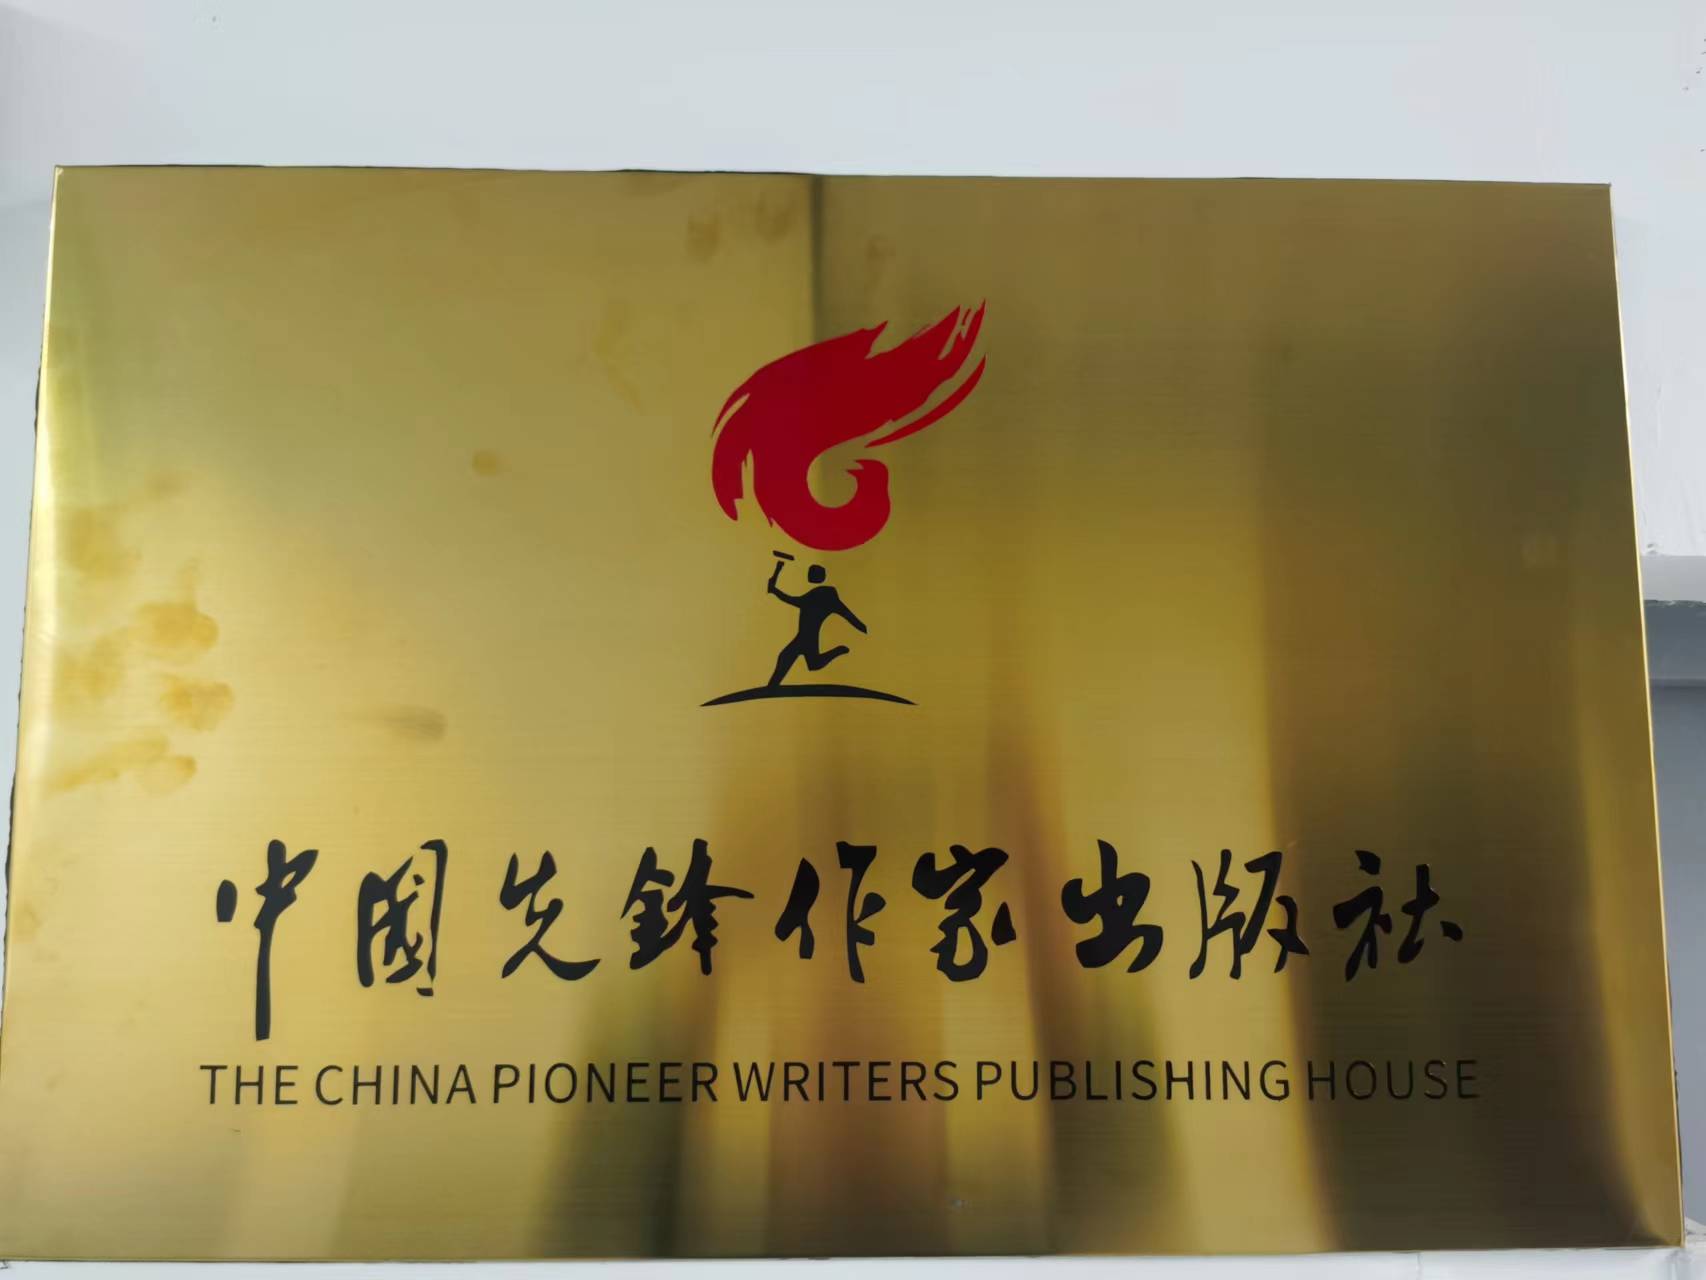 中國先鋒作家出版社
THE CHINA PIONEER WRITERS PUBLISHING HOUSE